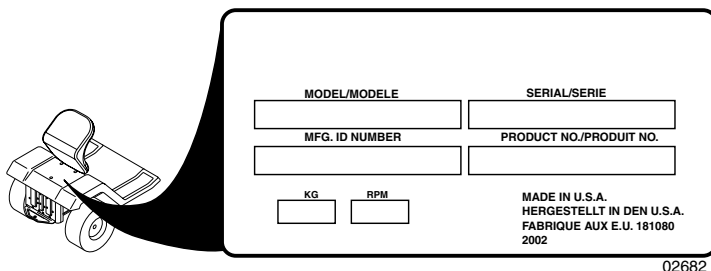 MODEL/MODELE
SERIAL/SERIE
MFG. ID NUMBER
PRODUCT NO./PRODUIT NO.
KG
RPM
MADE IN U.S.A.
HERGESTELLT IN DEN U.S.A.
FABRIQUE AUX E.U. 181080
2002
02682